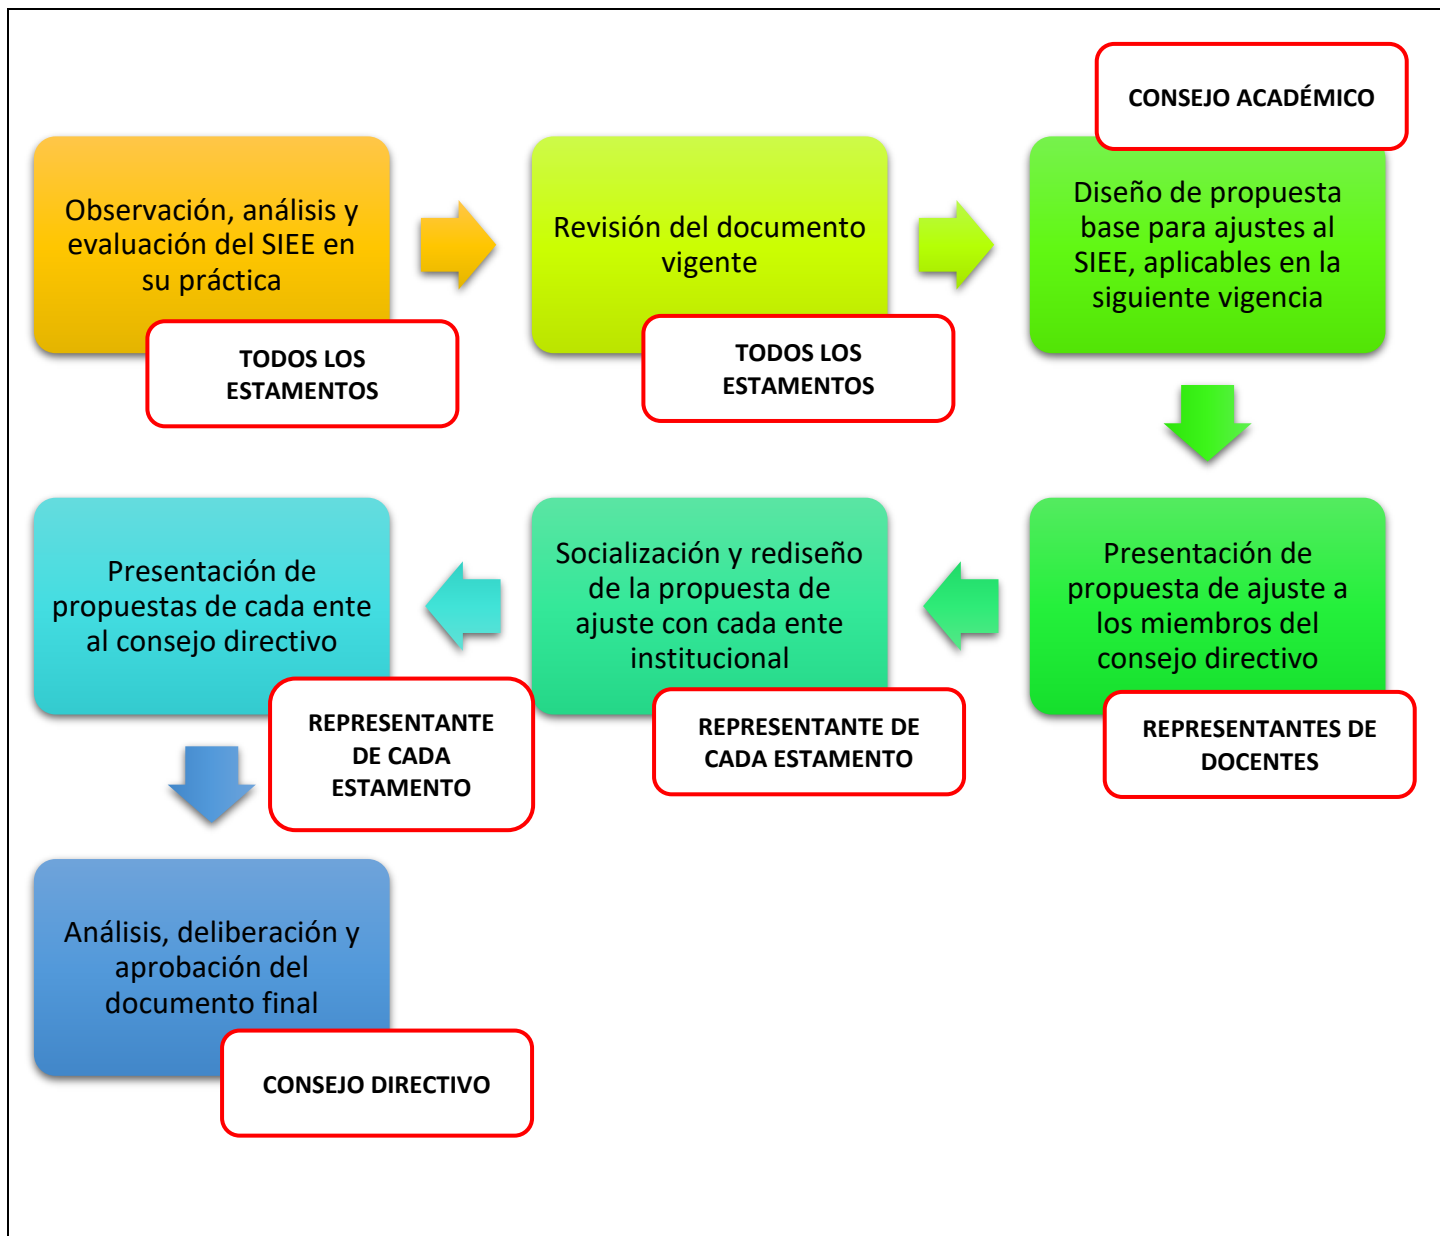 Observación, análisis y
evaluación del SIEE en
su práctica
TODOS LOS
ESTAMENTOS
Revisión del documento
vigente
TODOS LOS
ESTAMENTOS
CONSEJO ACADÉMICO
Diseño de propuesta
base para ajustes al
SIEE, aplicables en la
siguiente vigencia
Presentación de
propuesta de ajuste a
los miembros del
consejo directivo
REPRESENTANTES DE
DOCENTES
Socialización y rediseño
de la propuesta de
ajuste con cada ente
institucional
REPRESENTANTE DE
CADA ESTAMENTO
Presentación de
propuestas de cada ente
al consejo directivo
REPRESENTANTE
DE CADA
ESTAMENTO
Análisis, deliberación y
aprobación del
documento final
CONSEJO DIRECTIVO